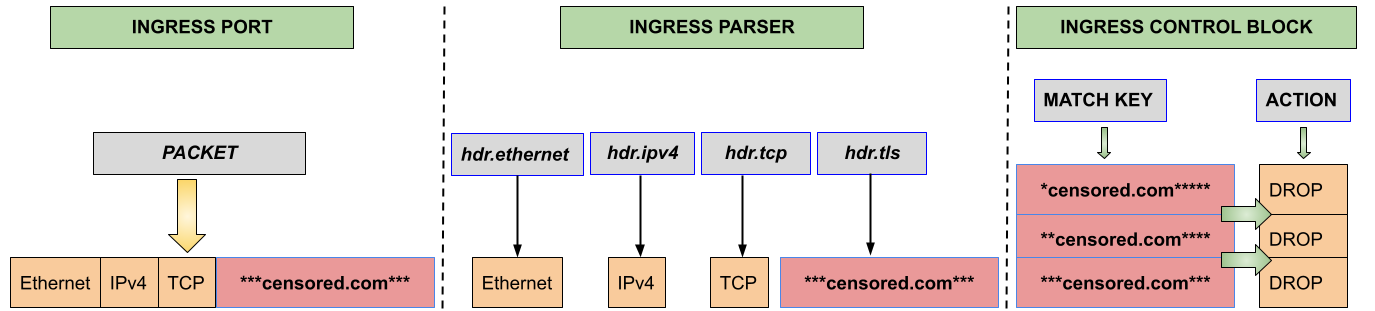 INGRESS PORT
PACKET
Ethernet IPv4 TCP ***censored.com***
INGRESS PARSER
hdr.ethernet hdr.ipv4 hdr.tcp hdr.tls
Ethernet IPv4 TCP ***censored.com***
INGRESS CONTROL BLOCK
MATCH KEY ACTION
*censored.com***** DROP
**censored.com**** DROP
***censored.com*** DROP